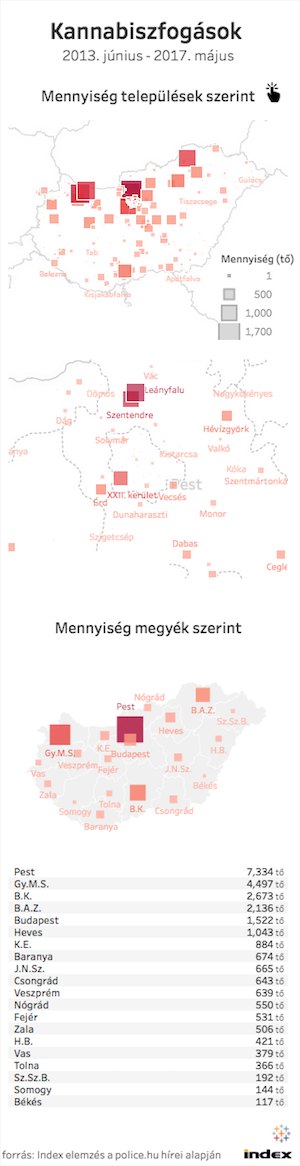 Kannabiszfogások
2013. június - 2017. május
Mennyiség települések szerint
Gulács
Tiszacsege
Tab
Belezna
Apátfalva
Kisjakabfalva
Mennyiség (tő)
1
500
1,000
1,700
Vác
Leányfalu
Dömös
Nagykökényes
Szentendre
Dág
Hévízgyörk
Solymár
Valkó
Kistarcsa
Kóka
Szentmártonka
XXII. kerület
Pest
Vecsés
Érd
Dunaharaszti
Monor
Szigetcsép
Dabas
Cegle
Mennyiség megyék szerint
Nógrád
Pest
B.A.Z.
Sz.Sz.B.
Heves
K.E.
Gy.M.S.
Budapest
H.B.
Veszprém
Fejér
J.N.Sz.
Vas
Békés
Zala
Tolna
B.K.
Somogy
Csongrád
Baranya
Pest 7,334 tő
Gy.M.S. 4,497 tő
B.K. 2,673 tő
B.A.Z. 2,136 tő
Budapest 1,522 tő
Heves 1,043 tő
K.E. 884 tő
Baranya 674 tő
J.N.Sz. 665 tő
Csongrád 643 tő
Veszprém 639 tő
Nógrád 550 tő
Fejér 531 tő
Zala 506 tő
H.B. 421 tő
Vas 379 tő
Tolna 366 tő
Sz.Sz.B. 192 tő
Somogy 144 tő
Békés 117 tő
forrás: Index elemzés a police.hu hírei alapján
index